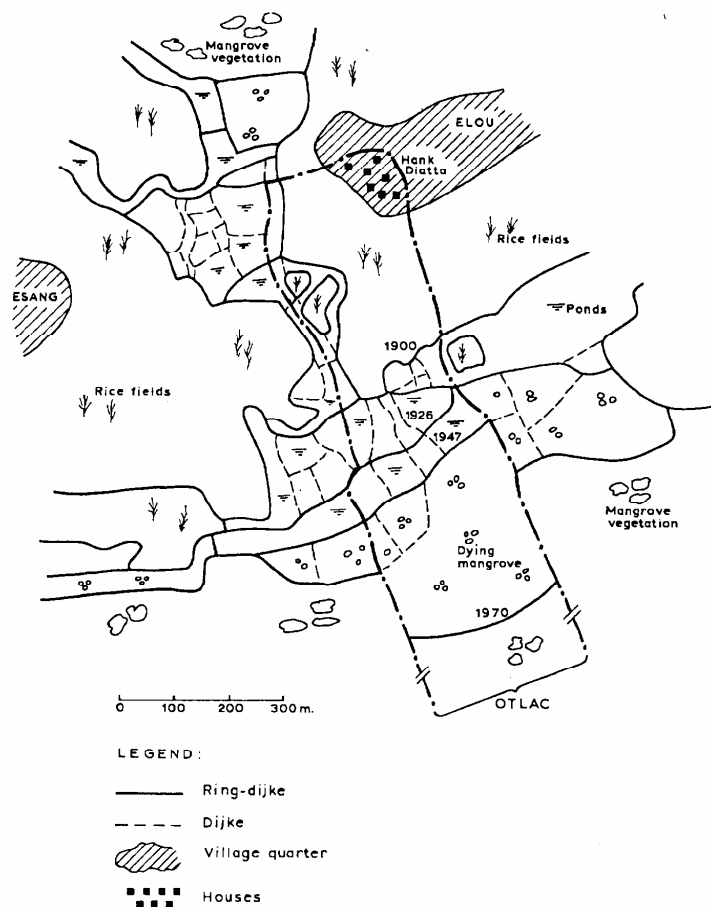 Mangrove
vegetation
ELOU
Hank
Diatta
Rice fields
ESANG
Ponds
1900
Rice fields
1926
1947
Mangrove
vegetation
Dying
mangrove
1970
0 100 200 300 m.
OTLAC
LEGEND:
Ring-dijke
Dijke
Village quarter
Houses